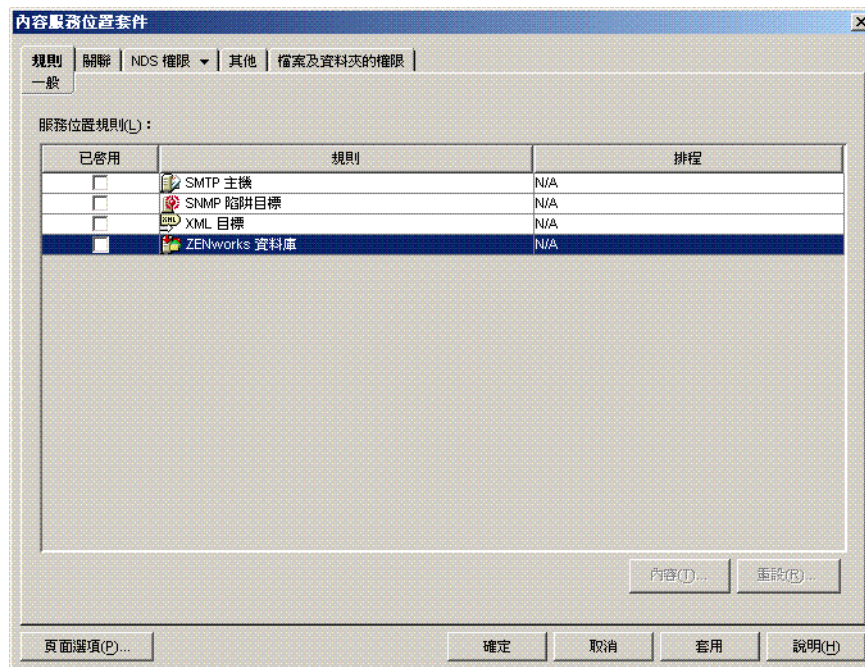 內容服務位置套件
規則 關聯 NDS 權限 其他 檔案及資料夾的權限
一般
服務位置規則(L)：
已啓用 規則 排程
SMTP 主機 N/A
SNMP 陷阱目標 N/A
XML 目標 N/A
ZENworks 資料庫 N/A
內容(T)... 重設(R)...
頁面選項(P)... 確定 取消 套用 說明(H)